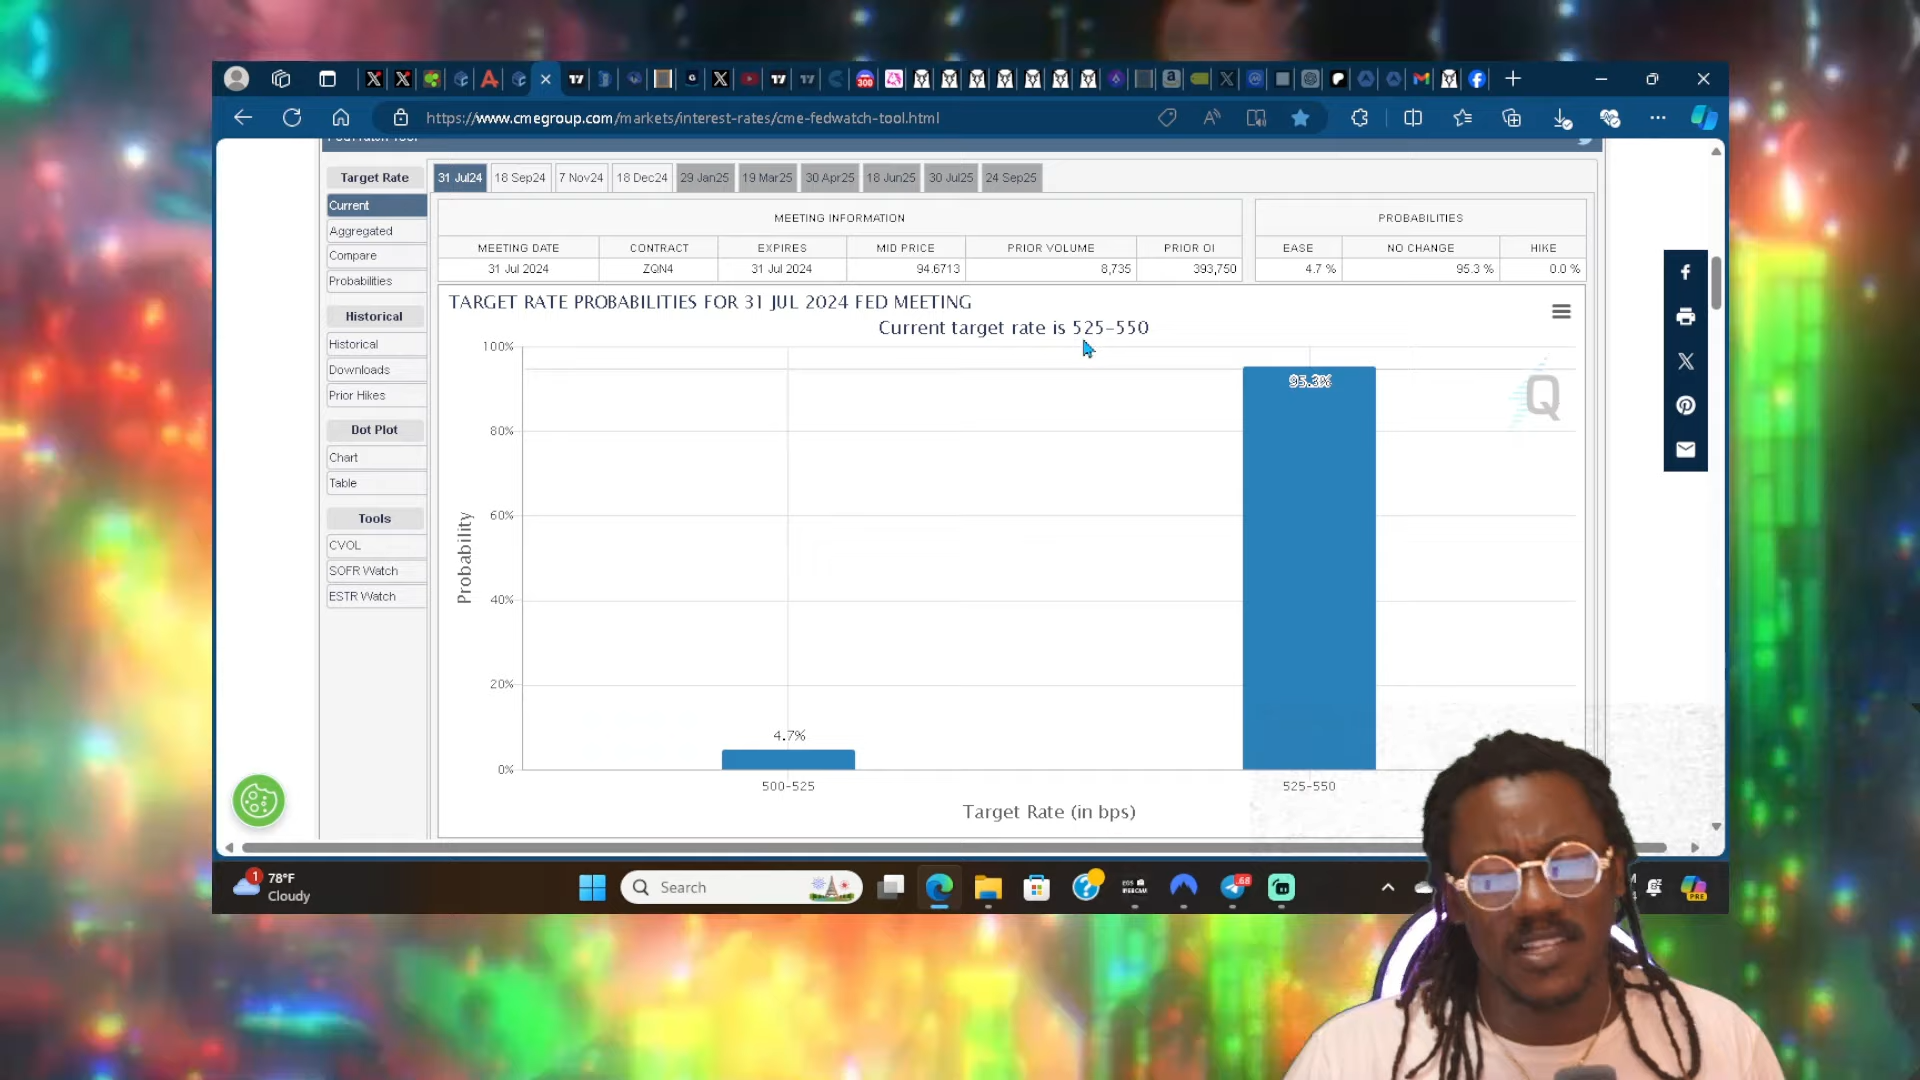 https://www.cmegroup.com/markets/interest-rates/cme-fedwatch-tool.html
Target Rate
31 Jul24
18 Sep24
7 Nov24
18 Dec24
29 Jan25
19 Mar25
30 Apr25
18 Jun25
30 Jul25
24 Sep25
Current
Aggregated
Compare
Probabilities
Historical
Historical
Downloads
Prior Hikes
Dot Plot
Chart
Table
Tools
CVOL
SOFR Watch
ESTR Watch
MEETING INFORMATION
MEETING DATE CONTRACT EXPIRES MID PRICE PRIOR VOLUME PRIOR OI
31 Jul 2024 ZQN4 31 Jul 2024 94.6713 8,735 393,750
PROBABILITIES
EASE NO CHANGE HIKE
4.7 % 95.3 % 0.0 %
TARGET RATE PROBABILITIES FOR 31 JUL 2024 FED MEETING
Current target rate is 525-550
100%
80%
60%
40%
20%
0%
Probability
4.7%
95.3%
500-525
525-550
Target Rate (in bps)
Q
1
78°F
Cloudy
Search
.68
PRE